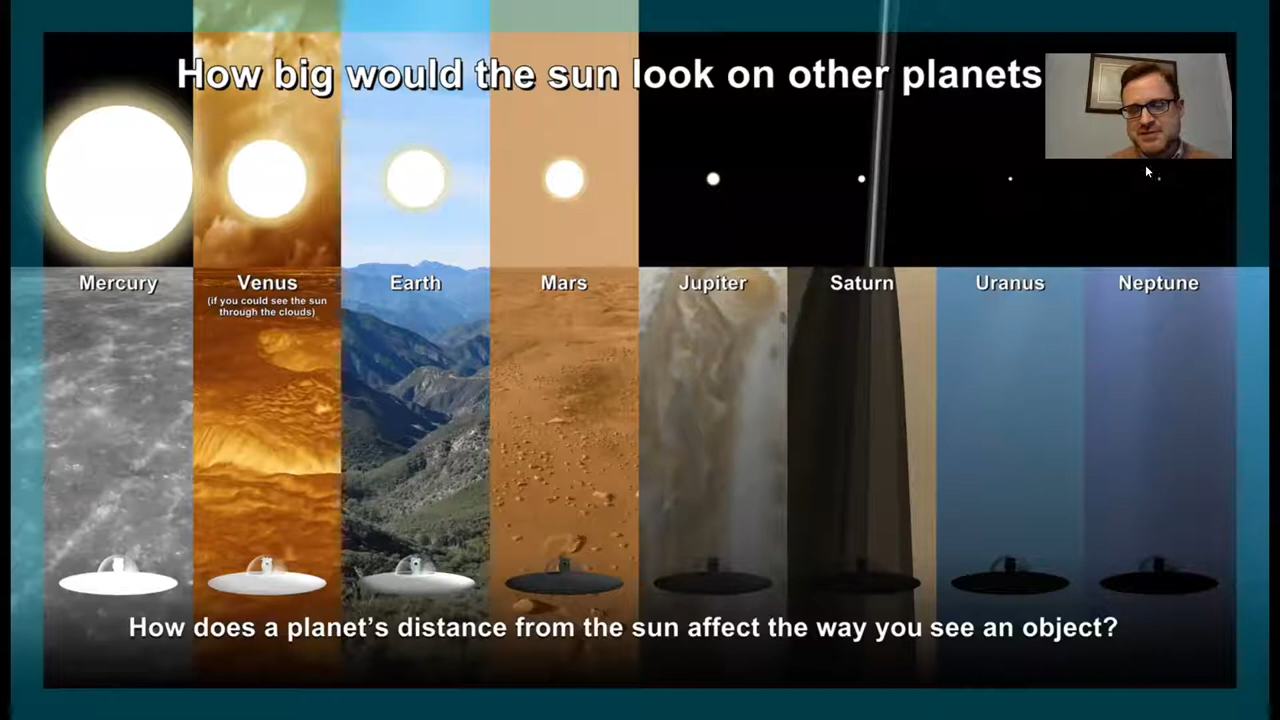 How big would the sun look on other planets
Mercury
Venus
(if you could see the sun
through the clouds)
Earth
Mars
Jupiter
Saturn
Uranus
Neptune
How does a planet's distance from the sun affect the way you see an object?